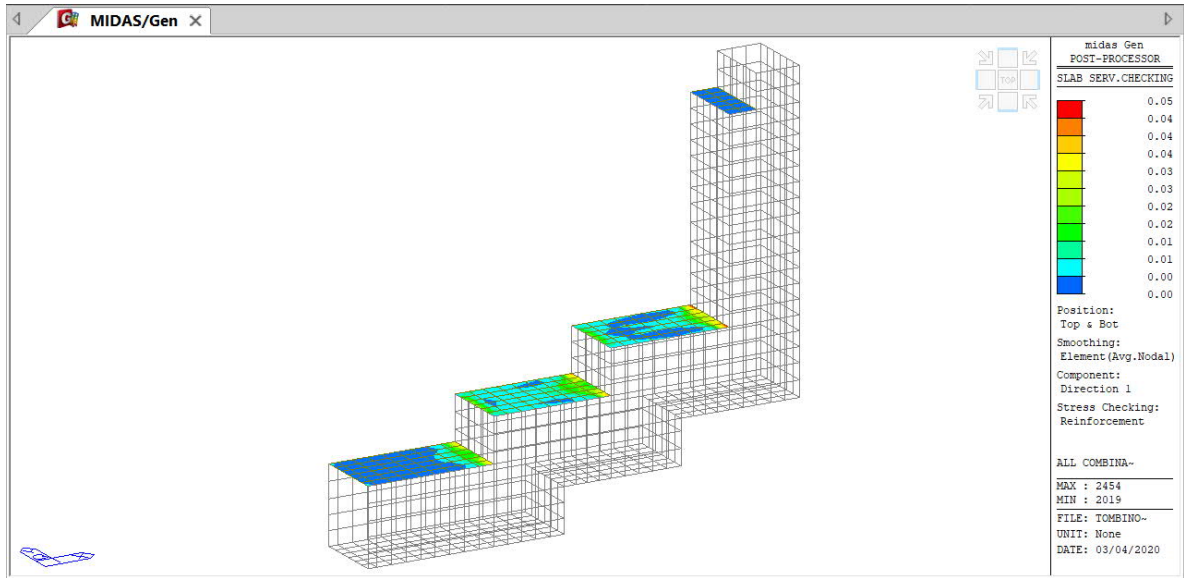 MIDAS/Gen
TOP
midas Gen
POST-PROCESSOR
SLAB SERV.CHECKING
0.05
0.04
0.04
0.04
0.03
0.03
0.02
0.02
0.01
0.01
0.00
0.00
Position:
Top & Bot
Smoothing:
Element(Avg.Nodal)
Component:
Direction 1
Stress Checking:
Reinforcement
ALL COMBINA~
MAX : 2454
MIN : 2019
FILE: TOMBINO~
UNIT: None
DATE: 03/04/2020